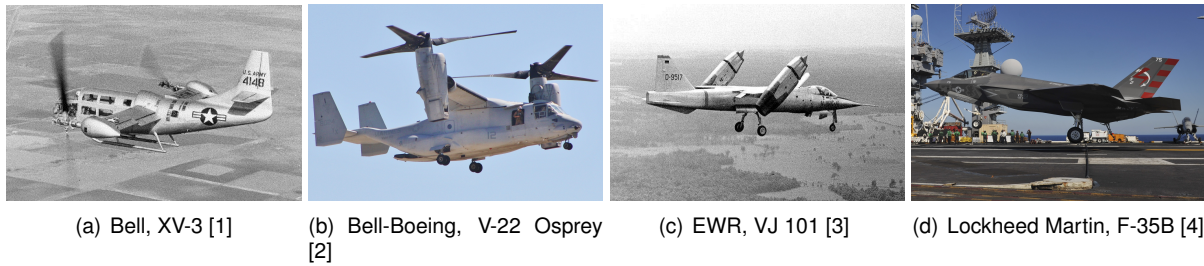 U.S. ARMY
4148
12
D-9517
(a) Bell, XV-3 [1]
(b) Bell-Boeing, V-22 Osprey
[2]
(c) EWR, VJ 101 [3]
(d) Lockheed Martin, F-35B [4]